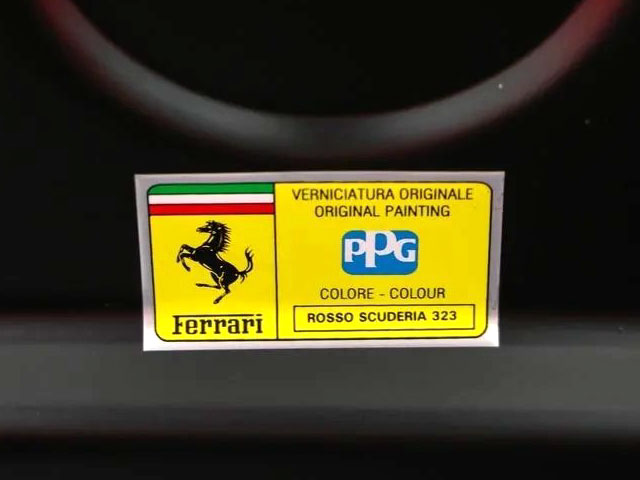 VERNICIATURA ORIGINALE
ORIGINAL PAINTING
PPG
COLORE - COLOUR
ROSSO SCUDERIA 323
Ferrari